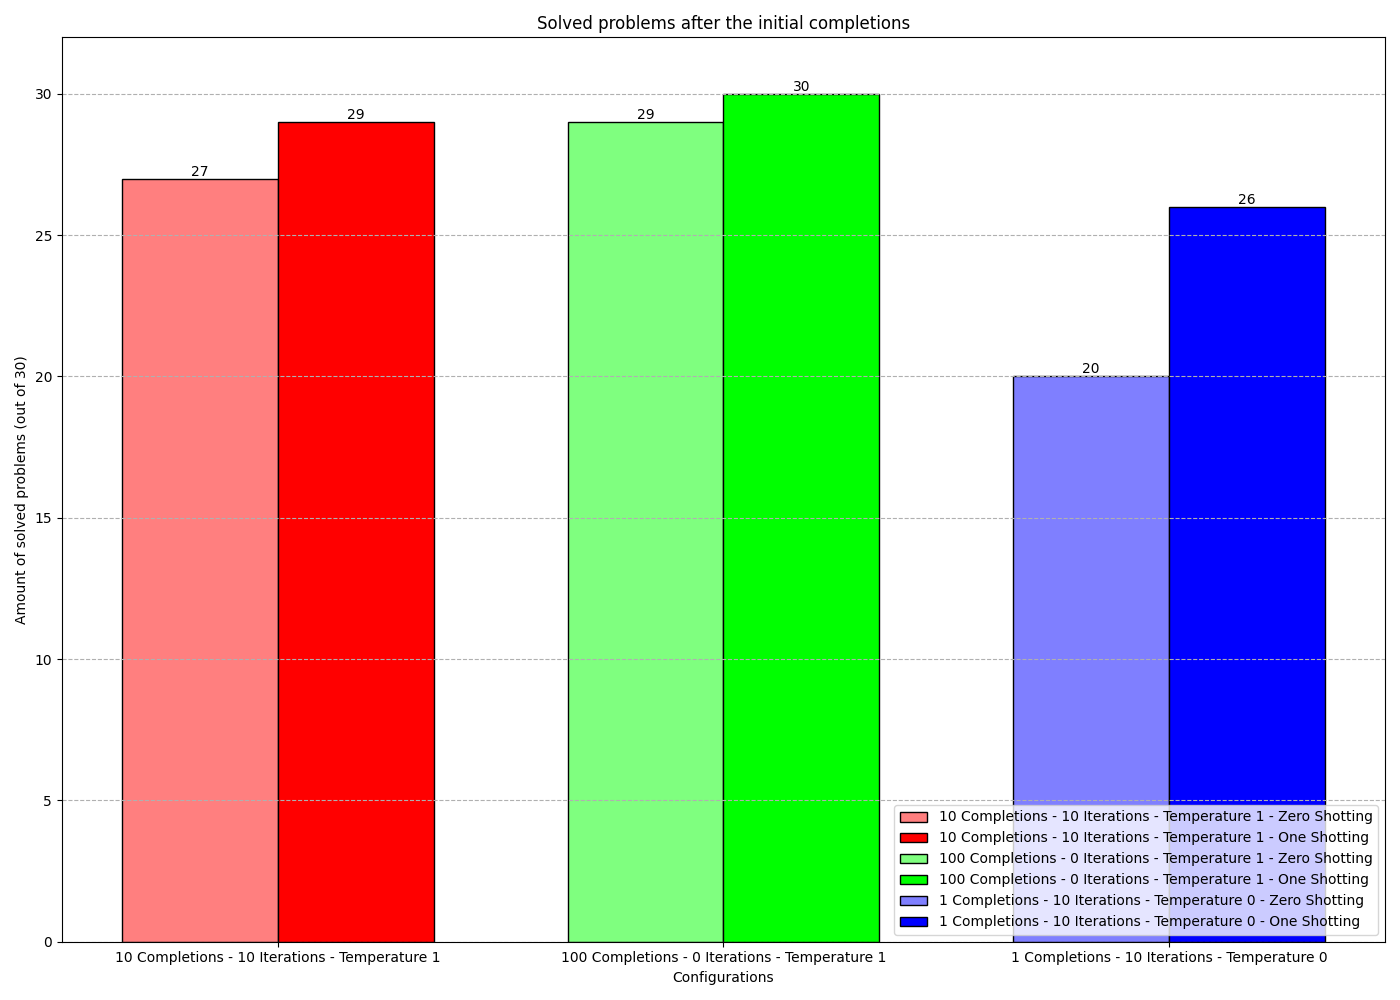 Solved problems after the initial completions
30
25
20
15
10
5
0
Amount of solved problems (out of 30)
27
29
29
30
20
26
10 Completions - 10 Iterations - Temperature 1 - Zero Shotting
10 Completions - 10 Iterations - Temperature 1 - One Shotting
100 Completions - 0 Iterations - Temperature 1 - Zero Shotting
100 Completions - 0 Iterations - Temperature 1 - One Shotting
1 Completions - 10 Iterations - Temperature 0 - Zero Shotting
1 Completions - 10 Iterations - Temperature 0 - One Shotting
10 Completions - 10 Iterations - Temperature 1
100 Completions - 0 Iterations - Temperature 1
1 Completions - 10 Iterations - Temperature 0
Configurations